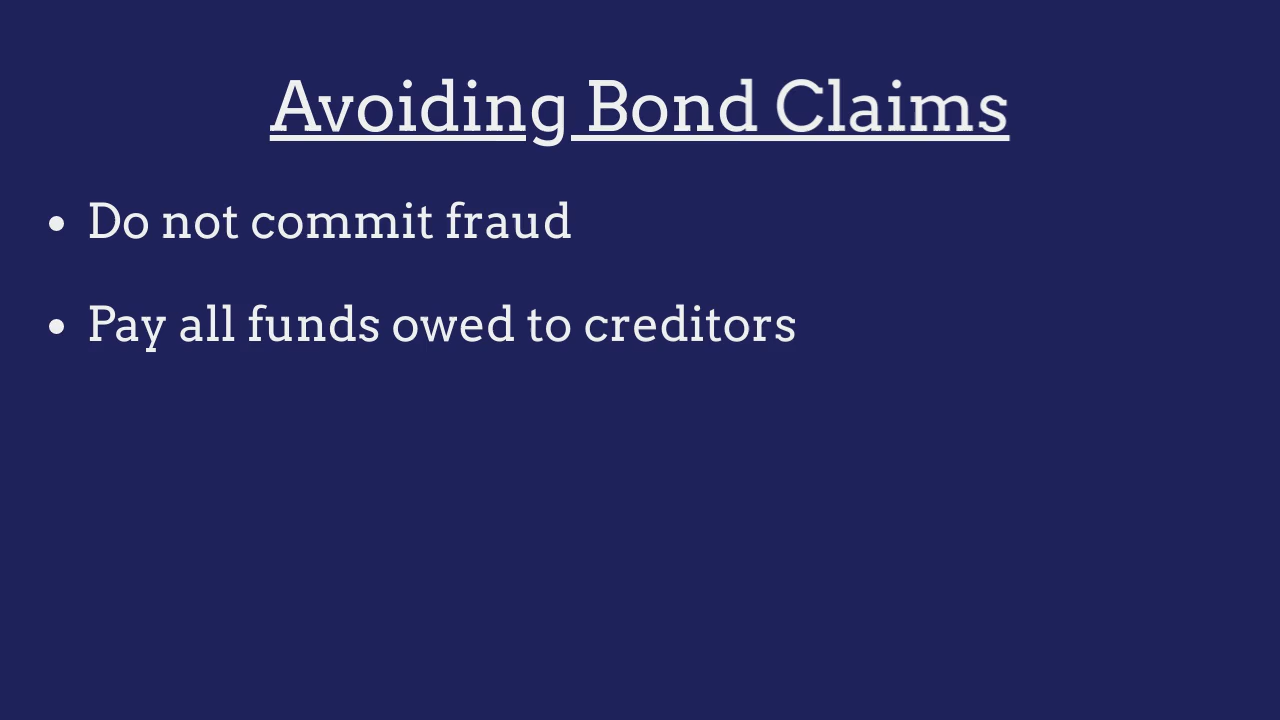 Avoiding Bond Claims
• Do not commit fraud
• Pay all funds owed to creditors